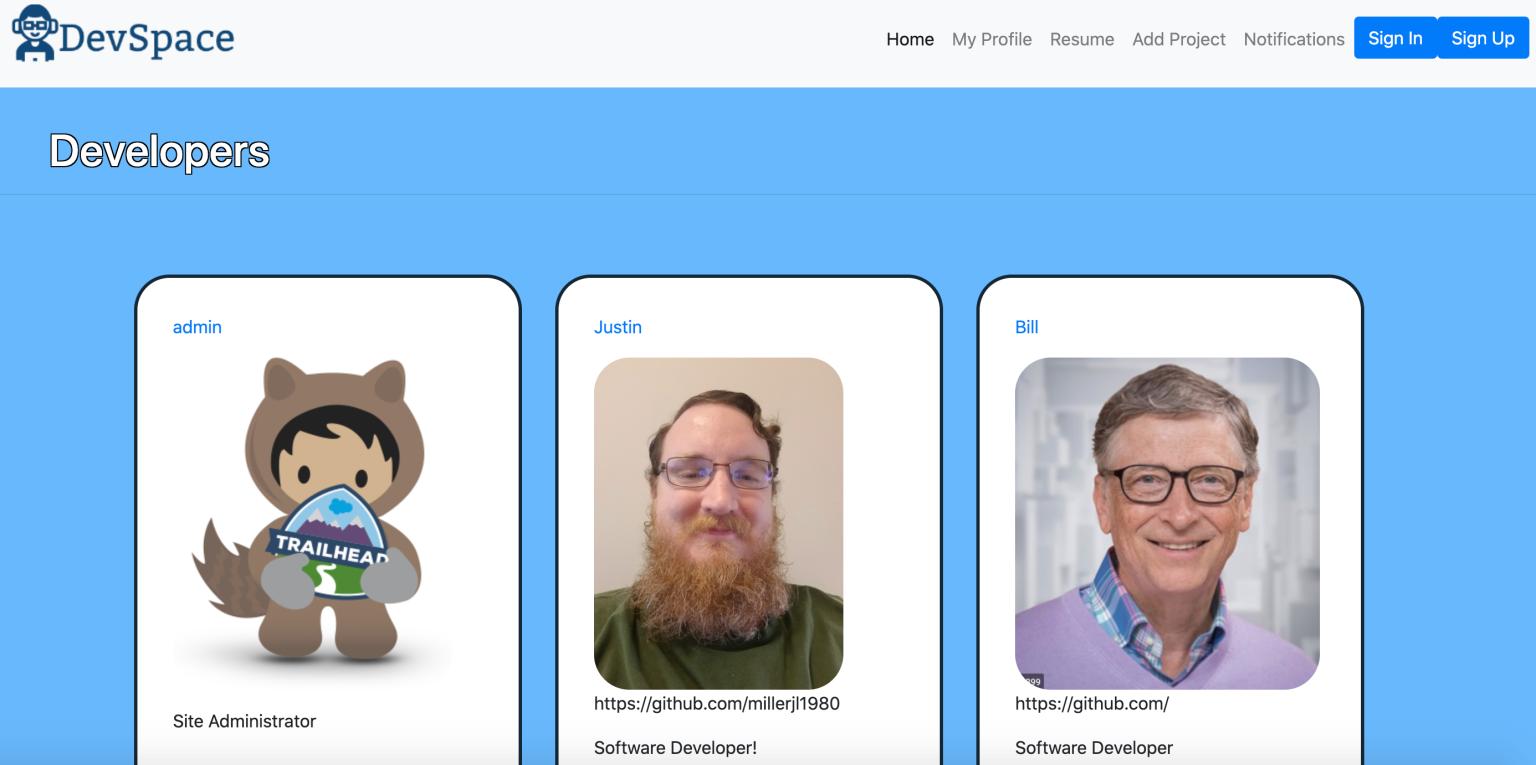 DevSpace
Home My Profile Resume Add Project Notifications Sign In Sign Up
Developers
admin
Justin
Bill
TRAILHEAD
899
https://github.com/millerjl1980
https://github.com/
Site Administrator
Software Developer!
Software Developer